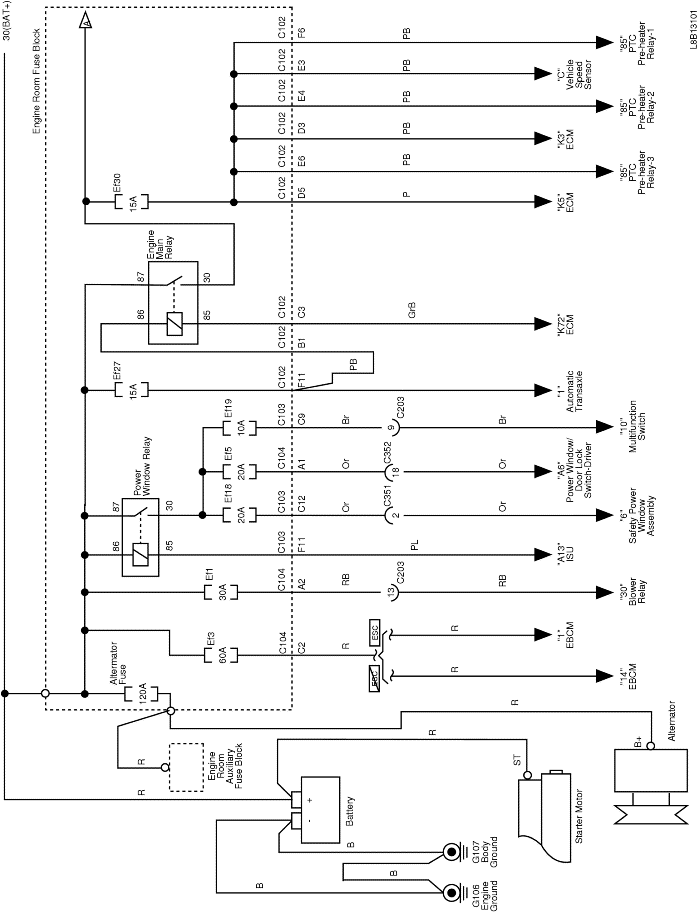 30(BAT+)
L8B13101
Engine Room Fuse Block
A
C102
F6
PB
"85"
PTC
Pre-heater
Relay-1
C102
E3
PB
"C"
Vehicle
Speed
Sensor
C102
E4
PB
"85"
PTC
Pre-heater
Relay-2
C102
D3
PB
"K3"
ECM
C102
E6
PB
"85"
PTC
Pre-heater
Relay-3
Ef30
15A
C102
D5
P
"K5"
ECM
Engine
Main
Relay
87
30
86
85
C102
C3
GrB
"K72"
ECM
C102
B1
PB
Ef27
15A
C102
F11
"1"
Automatic
Transaxle
Ef19
10A
C103
C9
Br
9
C203
Br
"10"
Multifunction
Switch
Ef5
20A
C104
A1
Or
18
C352
Or
"A6"
Power Window/
Door Lock
Switch-Driver
Power
Window Relay
87
30
86
85
Ef18
20A
C103
C12
Or
2
C351
Or
"6"
Safety Power
Window
Assembly
C103
F11
PL
"A13"
ISU
Ef1
30A
C104
A2
RB
13
C203
RB
"30"
Blower
Relay
Ef3
60A
C104
C2
R
ESC
R
"1"
EBCM
ESC
R
"14"
EBCM
Alternator
Fuse
120A
R
R
Engine
Room
Auxiliary
Fuse Block
R
R
B+
Alternator
ST
Starter Motor
+
-
Battery
B
B
B
G107
Body
Ground
G106
Engine
Ground